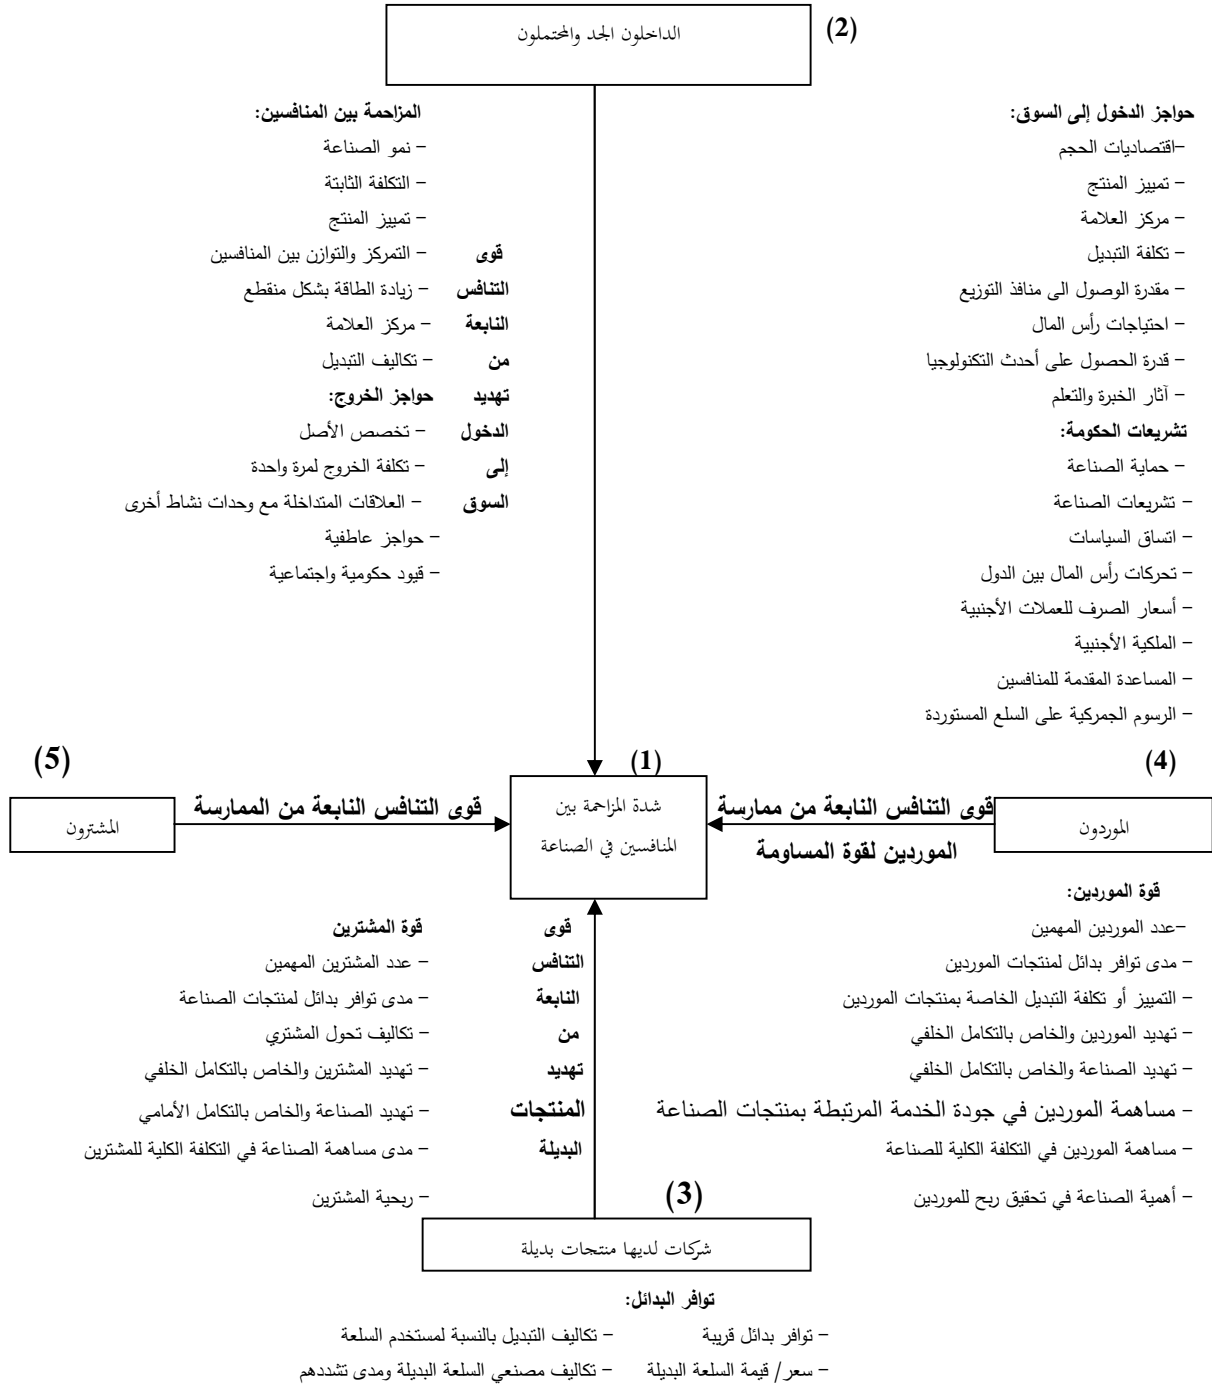 (2)
الداخلون الجد والمحتملون
حواجز الدخول إلى السوق:
–اقتصاديات الحجم
– تمييز المنتج
– مركز العلامة
– تكلفة التبديل
– مقدرة الوصول الى منافذ التوزيع
– احتياجات رأس المال
– قدرة الحصول على أحدث التكنولوجيا
– آثار الخبرة والتعلم
تشريعات الحكومة:
– حماية الصناعة
– تشريعات الصناعة
– اتساق السياسات
– تحركات رأس المال بين الدول
– أسعار الصرف للعملات الأجنبية
– الملكية الأجنبية
– المساعدة المقدمة للمنافسين
– الرسوم الجمركية على السلع المستوردة
قوى
التنافس
النابعة
من
تهديد
الدخول
إلى
السوق
المزاحمة بين المنافسين:
– نمو الصناعة
– التكلفة الثابتة
– تمييز المنتج
– التمركز والتوازن بين المنافسين
– زيادة الطاقة بشكل منقطع
– مركز العلامة
– تكاليف التبديل
حواجز الخروج:
– تخصص الأصل
– تكلفة الخروج لمرة واحدة
– العلاقات المتداخلة مع وحدات نشاط أخرى
– حواجز عاطفية
– قيود حكومية واجتماعية
(4)
الموردون
قوى التنافس النابعة من ممارسة
الموردين لقوة المساومة
(1)
شدة المزاحمة بين
المنافسين في الصناعة
قوى التنافس النابعة من الممارسة
(5)
المشترون
قوة الموردين:
–عدد الموردين المهمين
– مدى توافر بدائل لمنتجات الموردين
– التمييز أو تكلفة التبديل الخاصة بمنتجات الموردين
– تهديد الموردين والخاص بالتكامل الخلفي
– تهديد الصناعة والخاص بالتكامل الخلفي
– مساهمة الموردين في جودة الخدمة المرتبطة بمنتجات الصناعة
– مساهمة الموردين في التكلفة الكلية للصناعة
– أهمية الصناعة في تحقيق ربح للموردين
قوى
التنافس
النابعة
من
تهديد
المنتجات
البديلة
قوة المشترين
– عدد المشترين المهمين
– مدى توافر بدائل لمنتجات الصناعة
– تكاليف تحول المشتري
– تهديد المشترين والخاص بالتكامل الخلفي
– تهديد الصناعة والخاص بالتكامل الأمامي
– مدى مساهمة الصناعة في التكلفة الكلية للمشترين
– ربحية المشترين
(3)
شركات لديها منتجات بديلة
توافر البدائل:
– توافر بدائل قريبة – تكاليف التبديل بالنسبة لمستخدم السلعة
– سعر/ قيمة السلعة البديلة – تكاليف مصنعي السلعة البديلة ومدى تشددهم